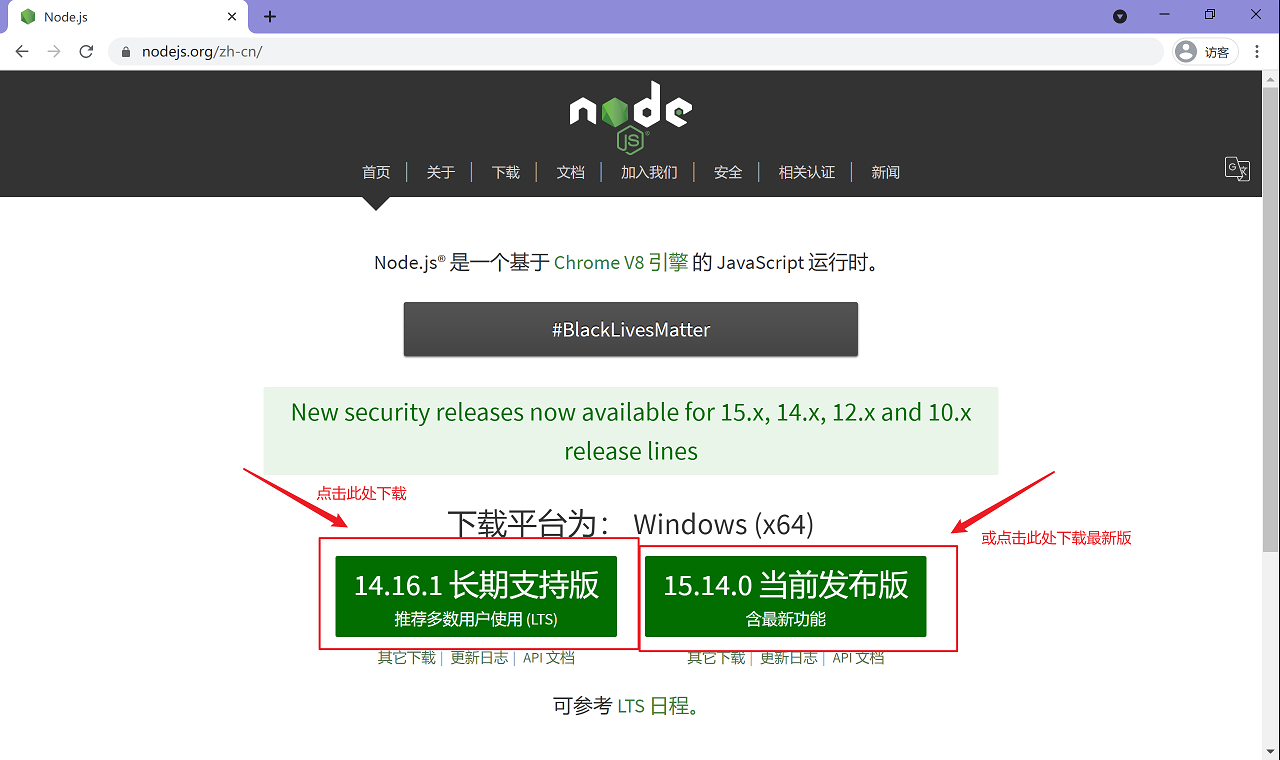 Node.js
nodejs.org/zh-cn/
访客
node
JS
首页 | 关于 | 下载 | 文档 | 加入我们 | 安全 | 相关认证 | 新闻
Node.js® 是一个基于 Chrome V8 引擎 的 JavaScript 运行时。
#BlackLivesMatter
New security releases now available for 15.x, 14.x, 12.x and 10.x
release lines
点击此处下载
下载平台为： Windows (x64)
或点击此处下载最新版
14.16.1 长期支持版
推荐多数用户使用 (LTS)
15.14.0 当前发布版
含最新功能
其它下载 | 更新日志 | API 文档
其它下载 | 更新日志 | API 文档
可参考 LTS 日程。